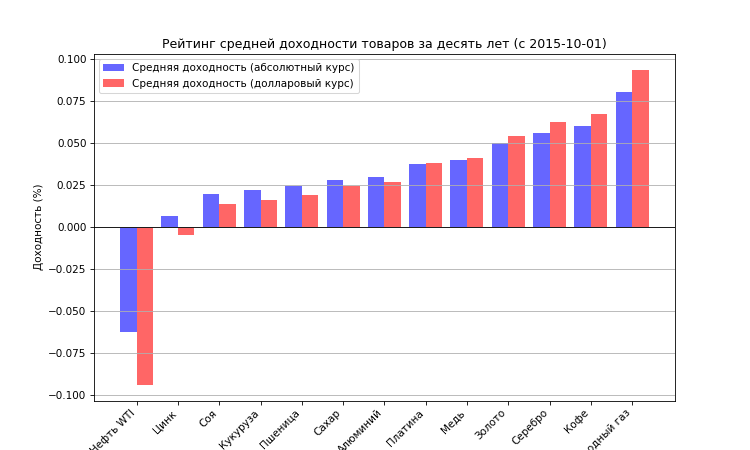 Рейтинг средней доходности товаров за десять лет (с 2015-10-01)
Средняя доходность (абсолютный курс)
Средняя доходность (долларовый курс)
Доходность (%)
0.100
0.075
0.050
0.025
0.000
−0.025
−0.050
−0.075
−0.100
Нефть WTI
Цинк
Соя
Кукуруза
Пшеница
Сахар
Алюминий
Платина
Медь
Золото
Серебро
Кофе
одный газ